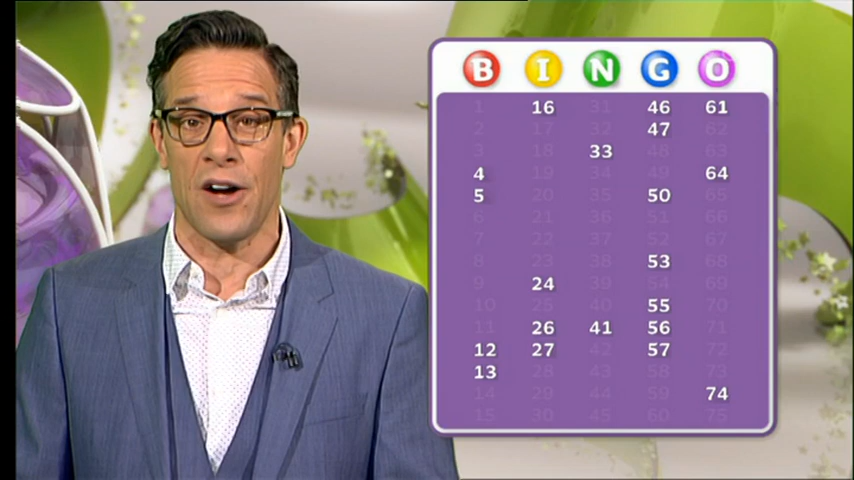 B I N G O
1 16 31 46 61
2 17 32 47 62
3 18 33 48 63
4 19 34 49 64
5 20 35 50 65
6 21 36 51 66
7 22 37 52 67
8 23 38 53 68
9 24 39 54 69
10 25 40 55 70
11 26 41 56 71
12 27 42 57 72
13 28 43 58 73
14 29 44 59 74
15 30 45 60 75